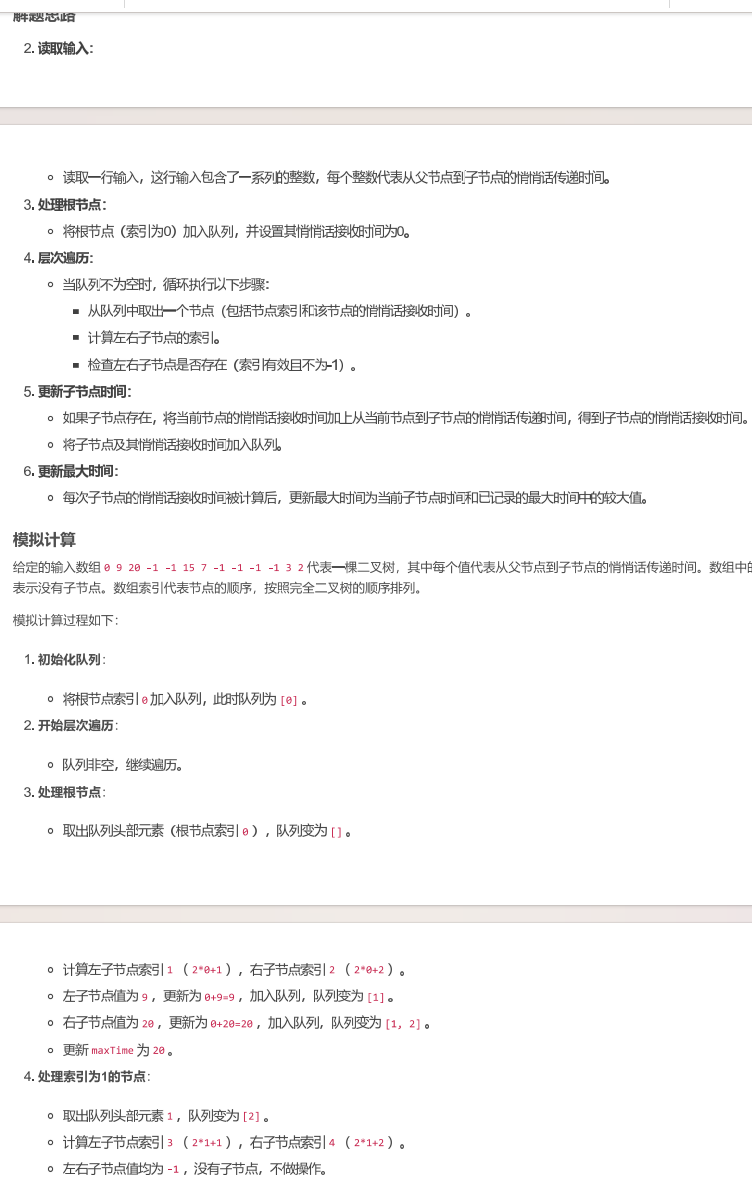 解题思路
2. 读取输入：
读取一行输入，这行输入包含了一系列的整数，每个整数代表从父节点到子节点的悄悄话传递时间。
3. 处理根节点：
将根节点（索引为0）加入队列，并设置其悄悄话接收时间为0。
4. 层次遍历：
当队列不为空时，循环执行以下步骤：
从队列中取出一个节点（包括节点索引和该节点的悄悄话接收时间）。
计算左右子节点的索引。
检查左右子节点是否存在（索引有效且不为-1）。
5. 更新子节点时间：
如果子节点存在，将当前节点的悄悄话接收时间加上从当前节点到子节点的悄悄话传递时间，得到子节点的悄悄话接收时间。
将子节点及其悄悄话接收时间加入队列。
6. 更新最大时间：
每次子节点的悄悄话接收时间被计算后，更新最大时间为当前子节点时间和已记录的最大时间中的较大值。
模拟计算
给定的输入数组 0 9 20 -1 -1 15 7 -1 -1 -1 -1 3 2 代表一棵二叉树，其中每个值代表从父节点到子节点的悄悄话传递时间。数组中的
表示没有子节点。数组索引代表节点的顺序，按照完全二叉树的顺序排列。
模拟计算过程如下：
1. 初始化队列：
将根节点索引 0 加入队列，此时队列为 [0] 。
2. 开始层次遍历：
队列非空，继续遍历。
3. 处理根节点：
取出队列头部元素（根节点索引 0 ），队列变为 [] 。
计算左子节点索引 1 （ 2*0+1 ），右子节点索引 2 （ 2*0+2 ）。
左子节点值为 9 ，更新为 0+9=9 ，加入队列，队列变为 [1] 。
右子节点值为 20 ，更新为 0+20=20 ，加入队列，队列变为 [1, 2] 。
更新 maxTime 为 20 。
4. 处理索引为1的节点：
取出队列头部元素 1 ，队列变为 [2] 。
计算左子节点索引 3 （ 2*1+1 ），右子节点索引 4 （ 2*1+2 ）。
左右子节点值均为 -1 ，没有子节点，不做操作。